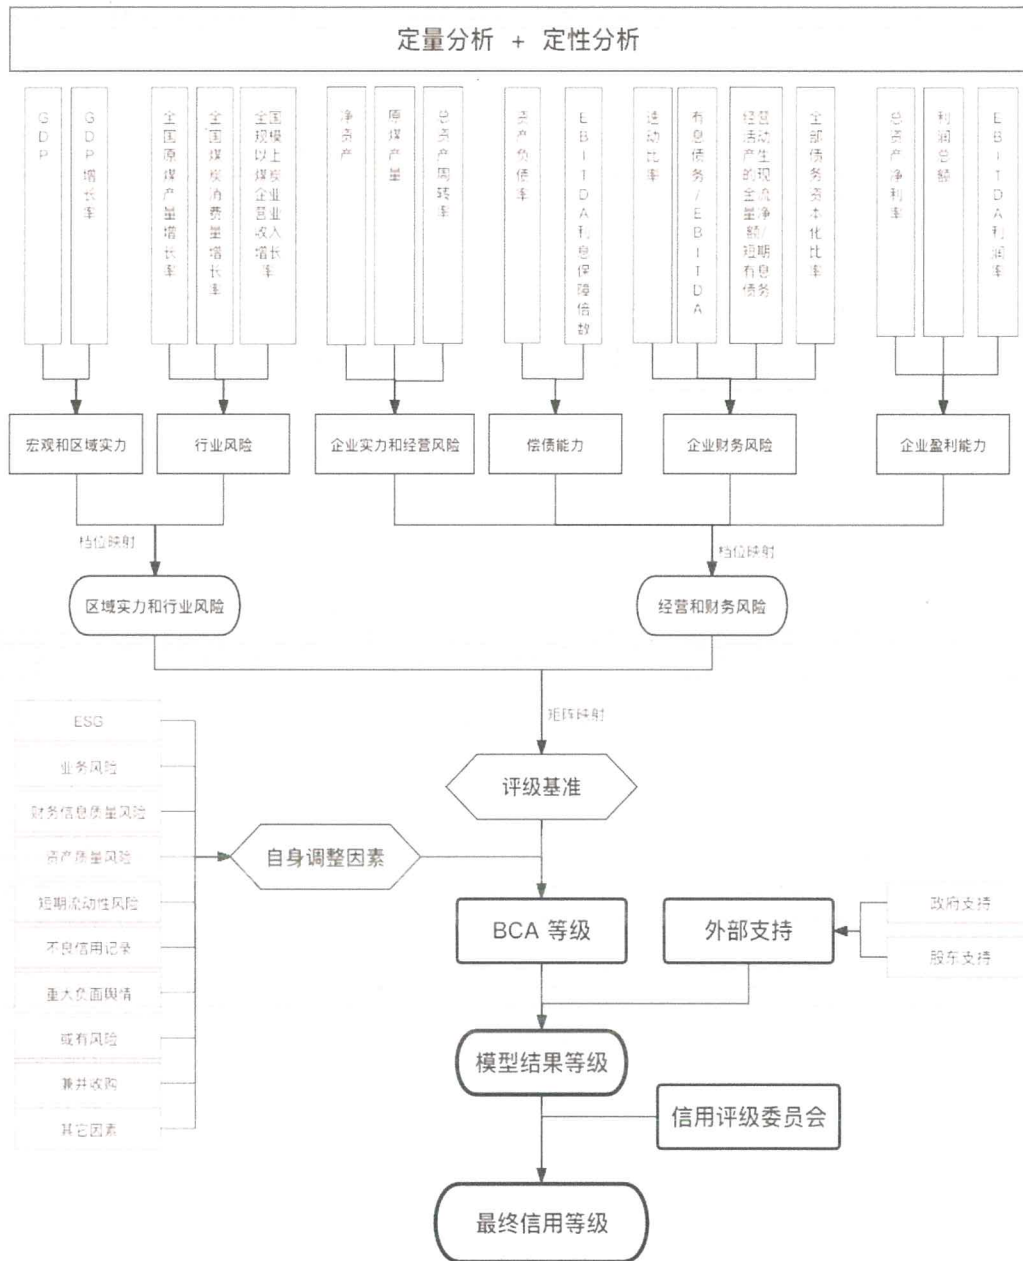 定量分析 + 定性分析
GDP
GDP增长率
全国原煤产量增长率
全国煤炭消费量增长率
全国规模以上煤炭企业营业收入增长率
净资产
原煤产量
总资产周转率
资产负债率
EBITDA利息保障倍数
速动比率
有息债务/EBITDA
经营活动产生的现金流量净额/短期有息债务
全部债务资本化比率
总资产净利率
利润总额
EBITDA利润率
宏观和区域实力
行业风险
企业实力和经营风险
偿债能力
企业财务风险
企业盈利能力
档位映射
档位映射
区域实力和行业风险
经营和财务风险
矩阵映射
ESG
业务风险
财务信息质量风险
资产质量风险
短期流动性风险
不良信用记录
重大负面舆情
或有风险
兼并收购
其它因素
评级基准
自身调整因素
BCA 等级
外部支持
政府支持
股东支持
模型结果等级
信用评级委员会
最终信用等级